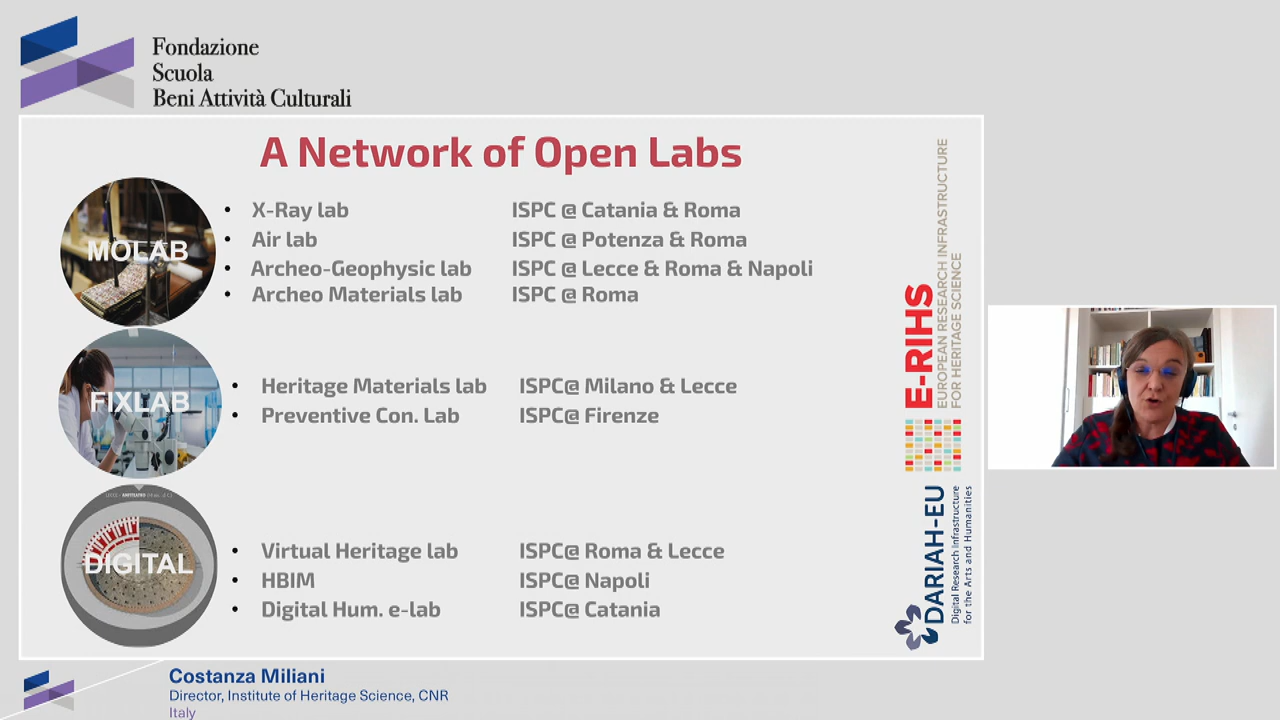 Fondazione
Scuola
Beni Attività Culturali
A Network of Open Labs
MOLAB
• X-Ray lab ISPC @ Catania & Roma
• Air lab ISPC @ Potenza & Roma
• Archeo-Geophysic lab ISPC @ Lecce & Roma & Napoli
• Archeo Materials lab ISPC @ Roma
FIXLAB
• Heritage Materials lab ISPC@ Milano & Lecce
• Preventive Con. Lab ISPC@ Firenze
DIGITAL
• Virtual Heritage lab ISPC@ Roma & Lecce
• HBIM ISPC@ Napoli
• Digital Hum. e-lab ISPC@ Catania
E-RIHS
EUROPEAN RESEARCH INFRASTRUCTURE
FOR HERITAGE SCIENCE
DARIAH-EU
Digital Research Infrastructure
for the Arts and Humanities
Costanza Miliani
Director, Institute of Heritage Science, CNR
Italy